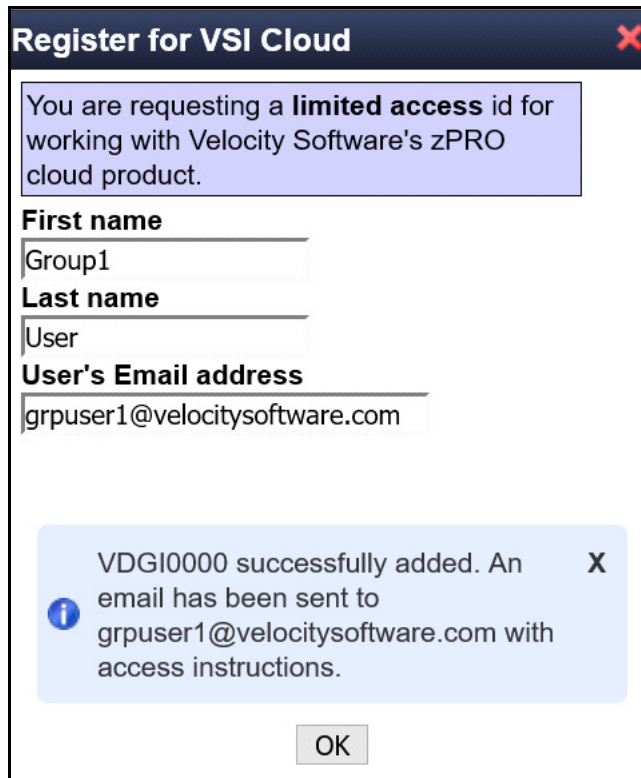 Register for VSI Cloud
You are requesting a limited access id for
working with Velocity Software's zPRO
cloud product.
First name
Group1
Last name
User
User's Email address
grpuser1@velocitysoftware.com
VDGI0000 successfully added. An X
email has been sent to
grpuser1@velocitysoftware.com with
access instructions.
OK